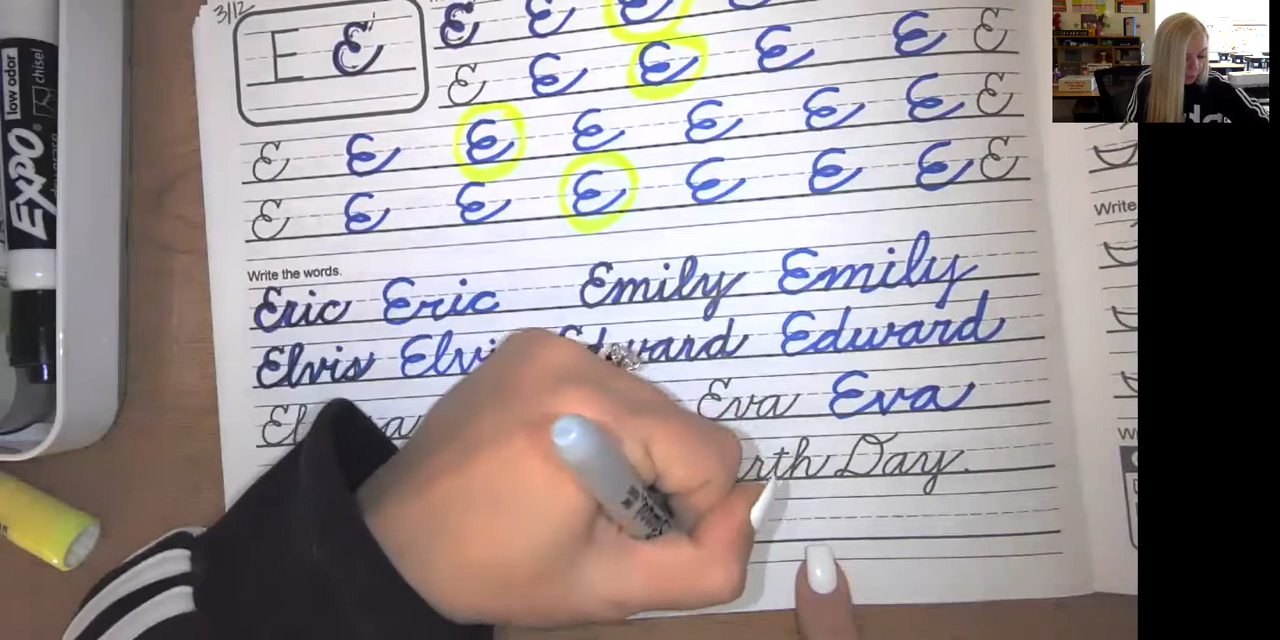 3/12
E E
E E E
E E E E E E
E E E E E E E E
E E E E E E E E
Write the words.
Eric Eric Emily Emily
Elvis Edward Edward
Eva Eva
Day.
EXPO
low odor
chisel
Write